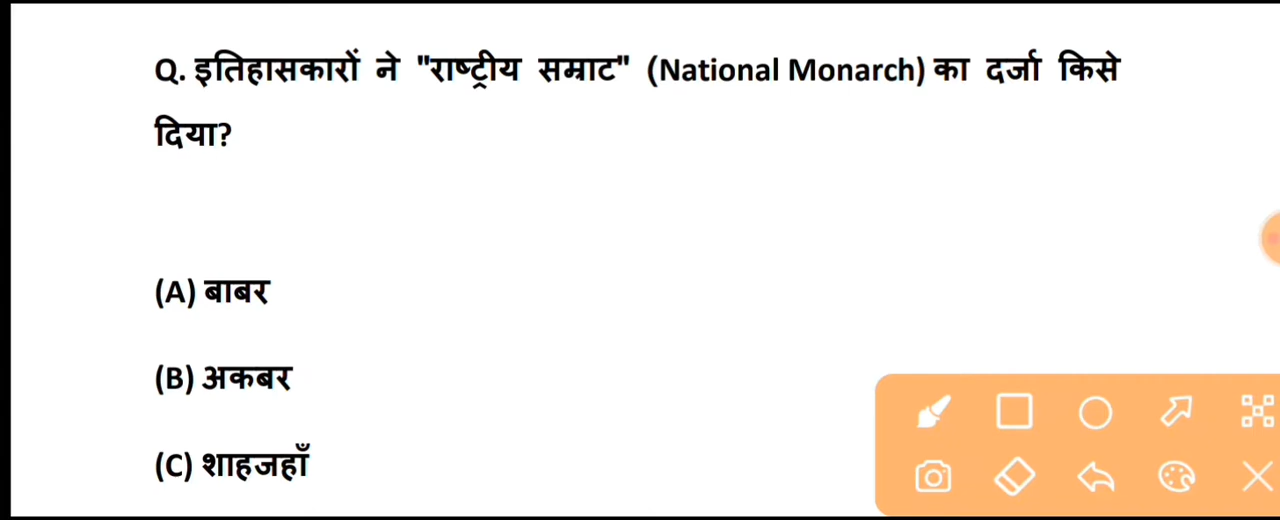 Q. इतिहासकारों ने "राष्ट्रीय सम्राट" (National Monarch) का दर्जा किसे
दिया?
(A) बाबर
(B) अकबर
(C) शाहजहाँ